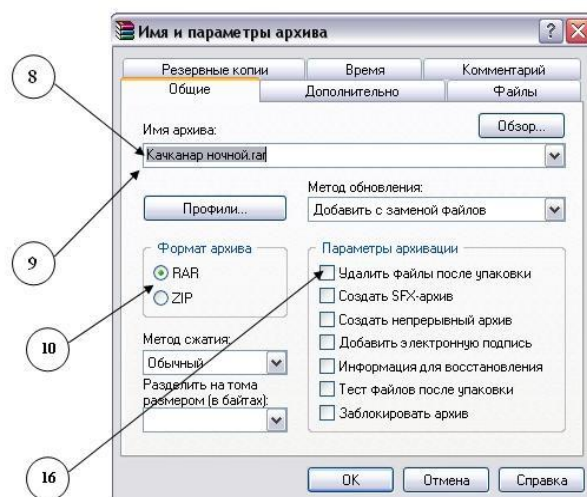 Имя и параметры архива
Резервные копии Время Комментарий
Общие Дополнительно Файлы
8
Имя архива: Обзор...
Качканар ночной.rar
Метод обновления:
Профили... Добавить с заменой файлов
9
Формат архива Параметры архивации
RAR Удалить файлы после упаковки
ZIP Создать SFX-архив
10
Создать непрерывный архив
Метод сжатия: Добавить электронную подпись
Обычный Информация для восстановления
Разделить на тома
размером (в байтах): Тест файлов после упаковки
Заблокировать архив
16
OK Отмена Справка